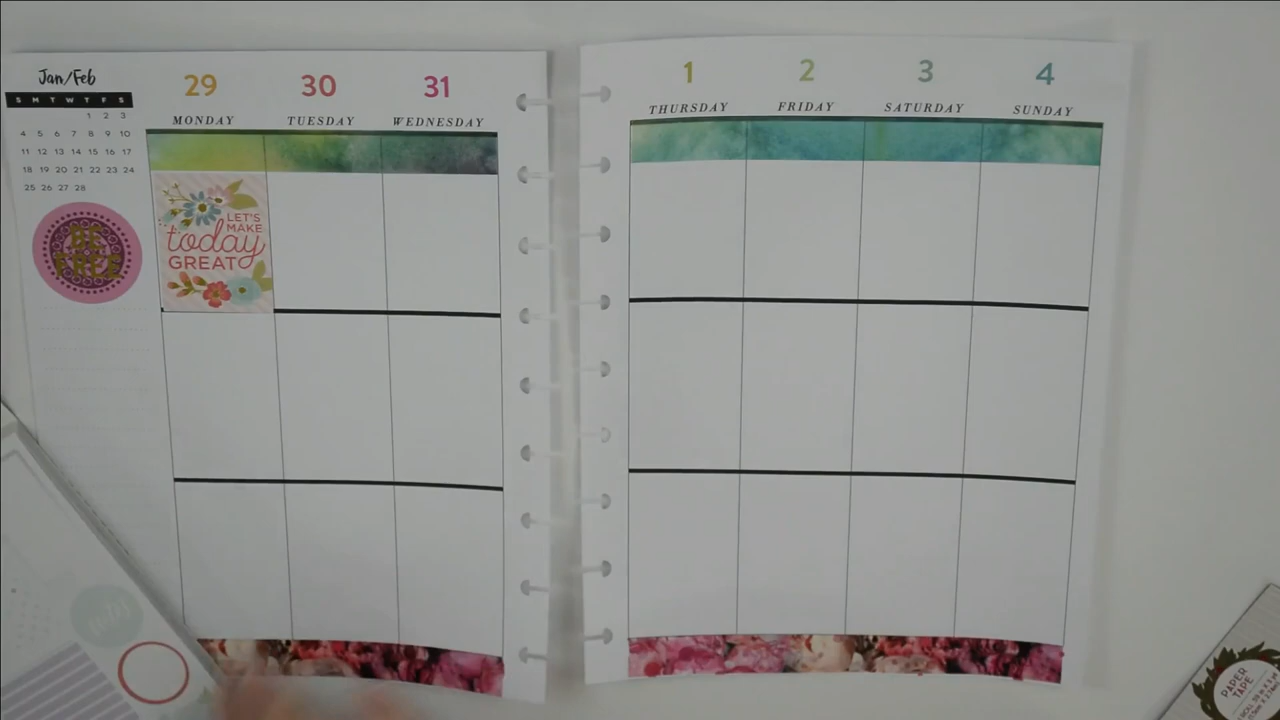 Jan/Feb
S M T W T F S
1 2 3
4 5 6 7 8 9 10
11 12 13 14 15 16 17
18 19 20 21 22 23 24
25 26 27 28
BE
FREE
29 30 31
MONDAY TUESDAY WEDNESDAY
LET'S
MAKE
today
GREAT
1 2 3 4
THURSDAY FRIDAY SATURDAY SUNDAY
PAPER
TAPE